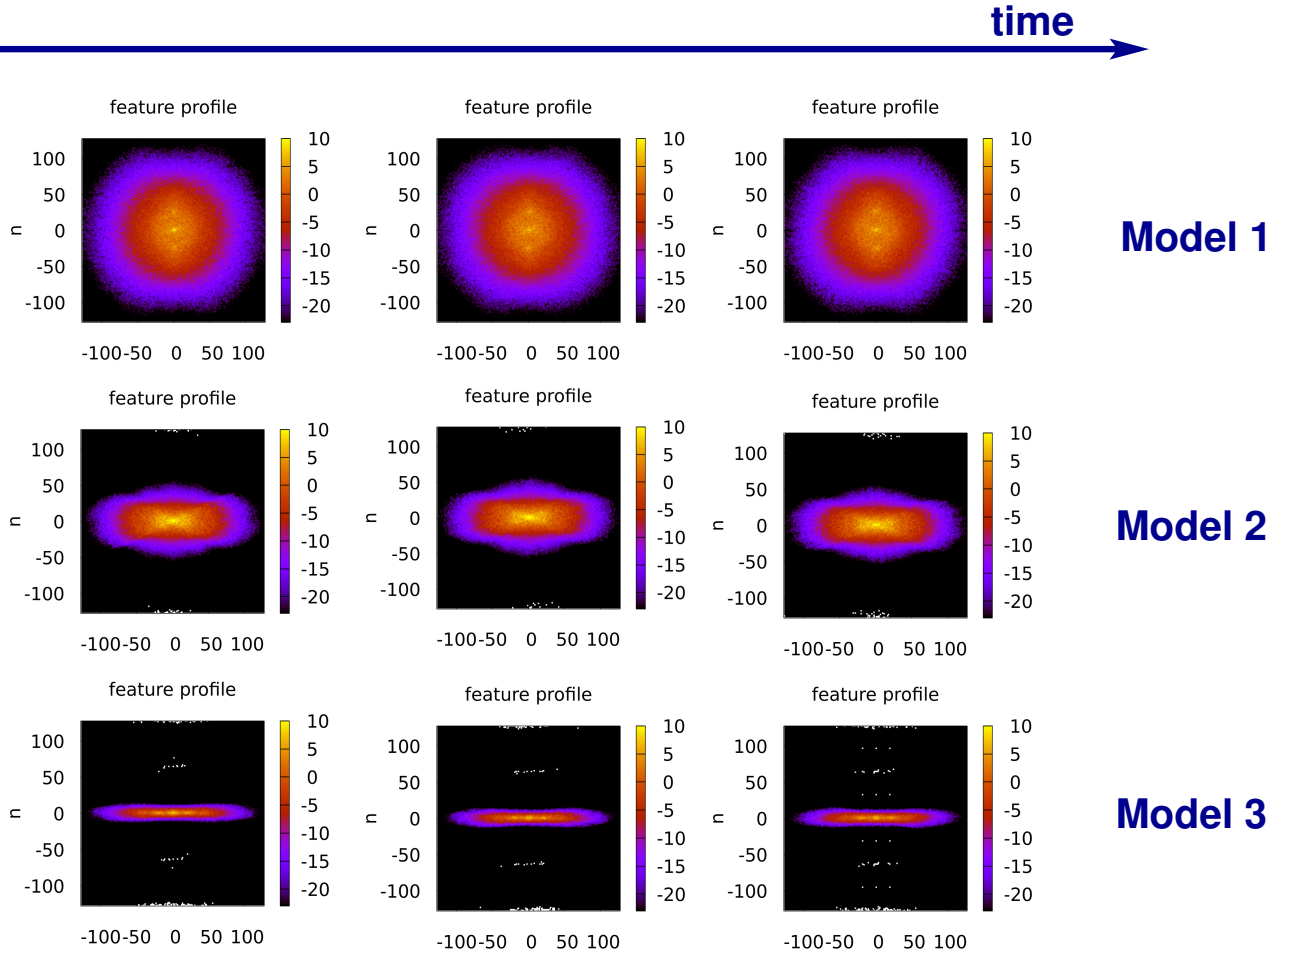 time
feature profile feature profile feature profile
10 10 10
100 5 100 5 100 5
50 0 50 0 50 0
n 0 -5 n 0 -5 n 0 -5 Model 1
-50 -10 -50 -10 -50 -10
-15 -15 -15
-100 -20 -100 -20 -100 -20
-100 -50 0 50 100 -100 -50 0 50 100 -100 -50 0 50 100
feature profile feature profile feature profile
10 10 10
100 5 100 5 100 5
50 0 50 0 50 0
n 0 -5 n 0 -5 n 0 -5 Model 2
-50 -10 -50 -10 -50 -10
-15 -15 -15
-100 -20 -100 -20 -100 -20
-100 -50 0 50 100 -100 -50 0 50 100 -100 -50 0 50 100
feature profile feature profile feature profile
10 10 10
100 5 100 5 100 5
50 0 50 0 50 0
n 0 -5 n 0 -5 n 0 -5 Model 3
-50 -10 -50 -10 -50 -10
-15 -15 -15
-100 -20 -100 -20 -100 -20
-100 -50 0 50 100 -100 -50 0 50 100 -100 -50 0 50 100